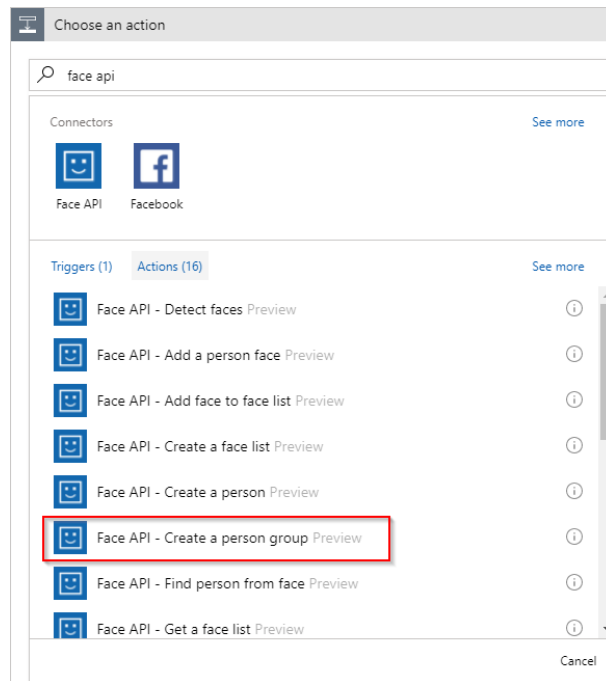 Choose an action
face api
Connectors
See more
Face API
Facebook
Triggers (1)
Actions (16)
See more
Face API - Detect faces Preview
Face API - Add a person face Preview
Face API - Add face to face list Preview
Face API - Create a face list Preview
Face API - Create a person Preview
Face API - Create a person group Preview
Face API - Find person from face Preview
Face API - Get a face list Preview
Cancel